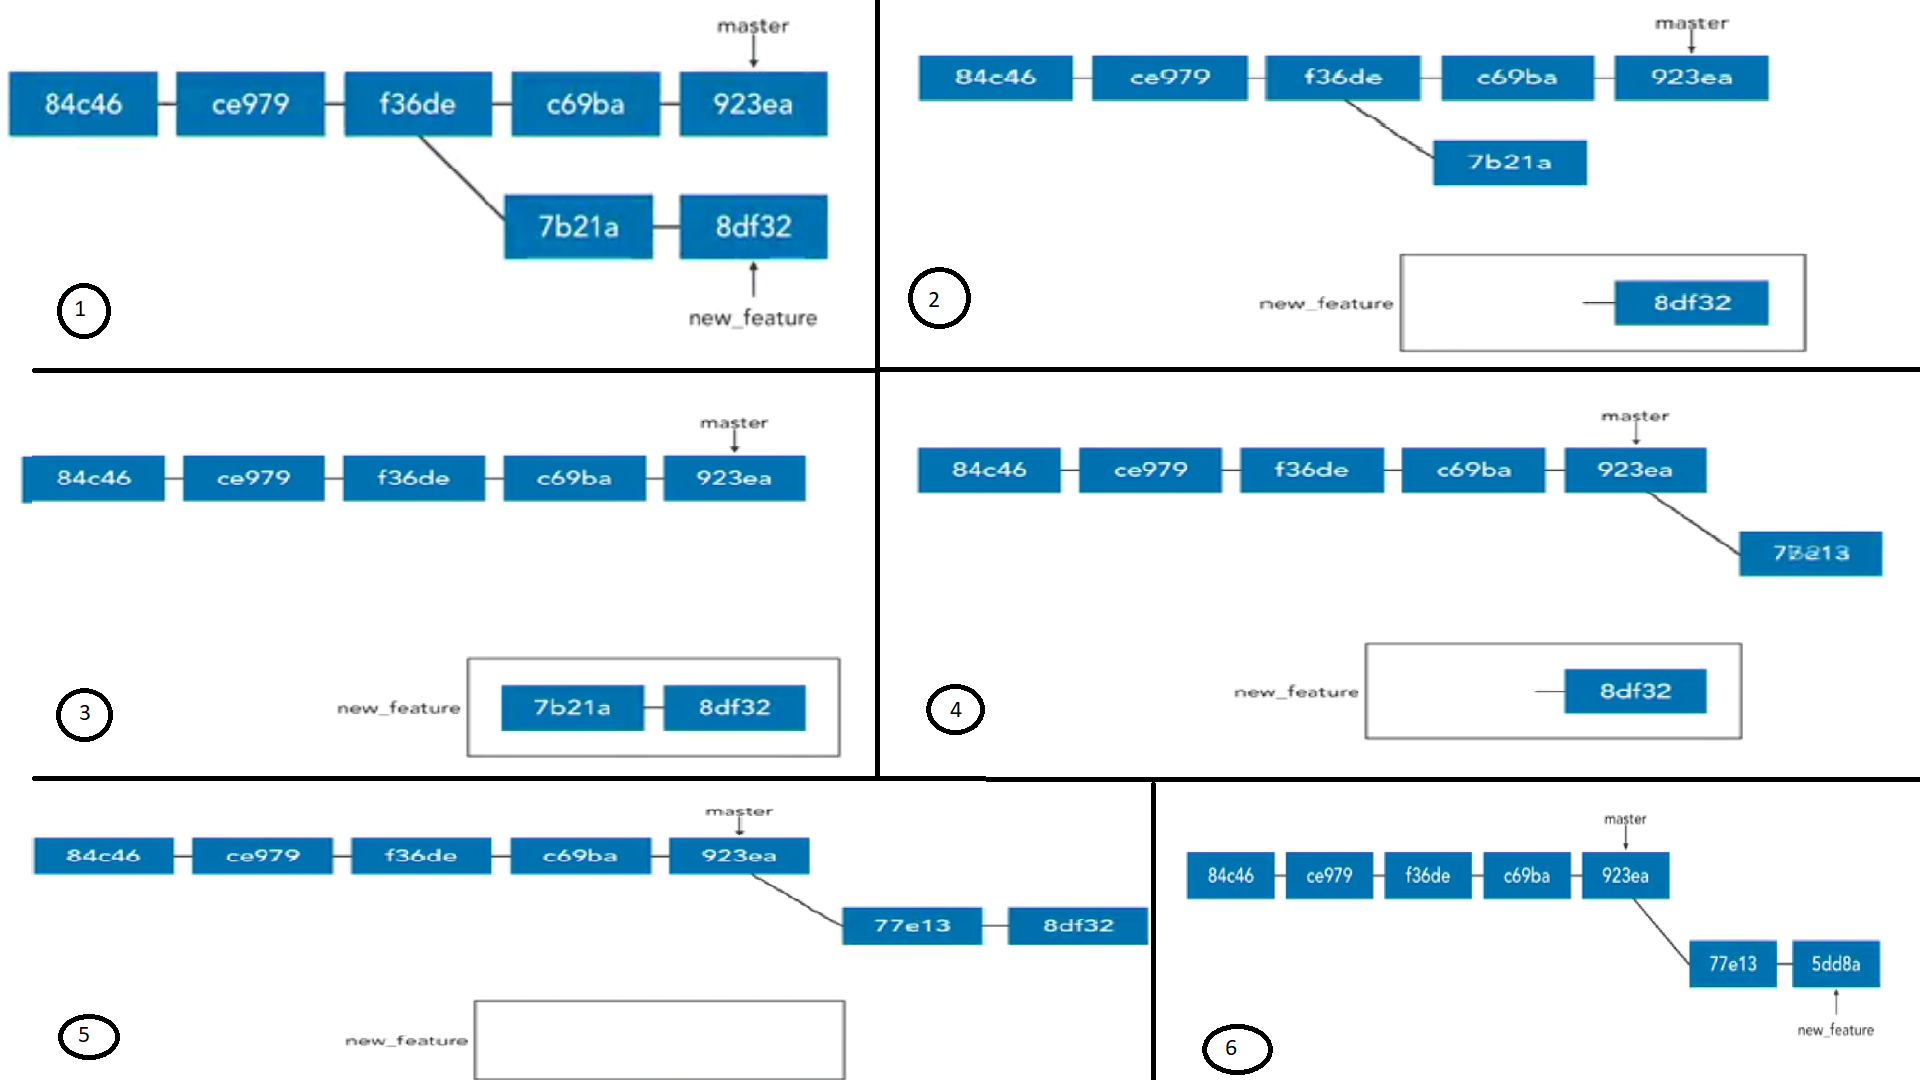 master
84c46 ce979 f36de c69ba 923ea
7b21a 8df32
new_feature
1
master
84c46 ce979 f36de c69ba 923ea
7b21a
new_feature 8df32
2
master
84c46 ce979 f36de c69ba 923ea
new_feature 7b21a 8df32
3
master
84c46 ce979 f36de c69ba 923ea
new_feature 8df32
4
master
84c46 ce979 f36de c69ba 923ea
77e13 8df32
new_feature
5
master
84c46 ce979 f36de c69ba 923ea
77e13 5dd8a
new_feature
6